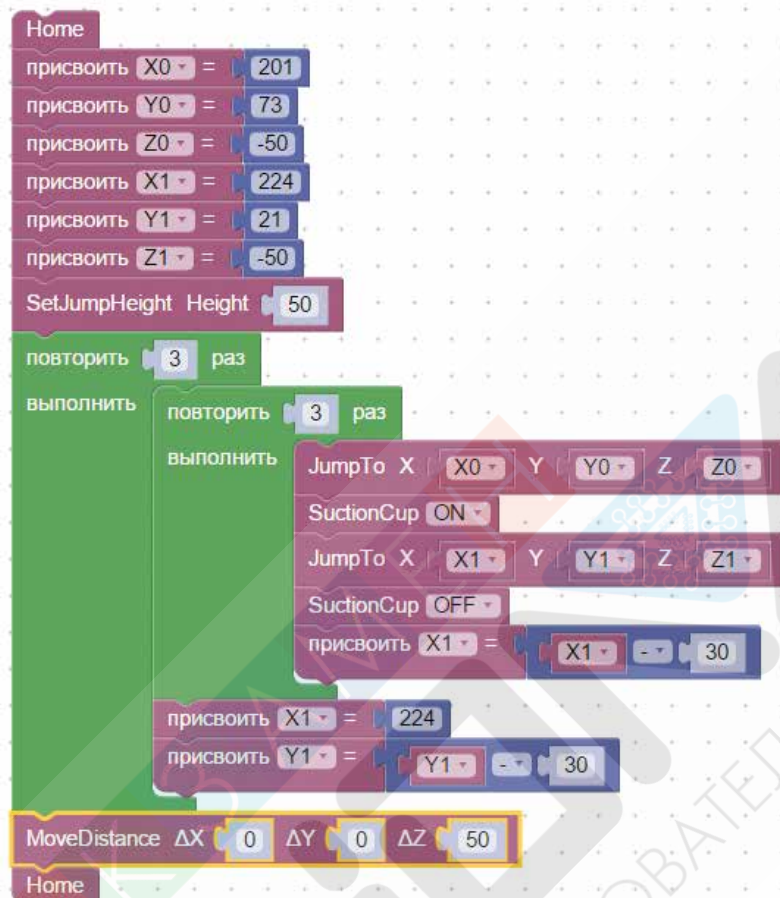 Home
присвоить X0 = 201
присвоить Y0 = 73
присвоить Z0 = -50
присвоить X1 = 224
присвоить Y1 = 21
присвоить Z1 = -50
SetJumpHeight Height 50
повторить 3 раз
выполнить повторить 3 раз
выполнить JumpTo X X0 Y Y0 Z Z0
SuctionCup ON
JumpTo X X1 Y Y1 Z Z1
SuctionCup OFF
присвоить X1 = X1 - 30
присвоить X1 = 224
присвоить Y1 = Y1 - 30
MoveDistance ΔX 0 ΔY 0 ΔZ 50
Home